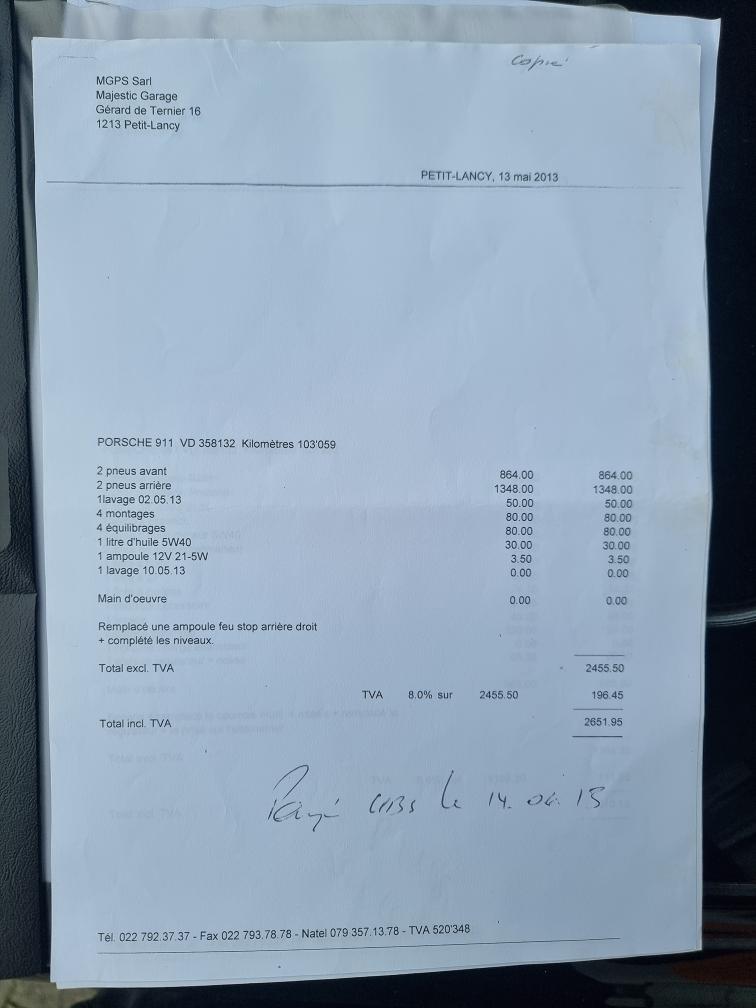 copie
MGPS Sarl
Majestic Garage
Gérard de Ternier 16
1213 Petit-Lancy
PETIT-LANCY, 13 mai 2013
PORSCHE 911 VD 358132 Kilomètres 103'059
2 pneus avant 864.00 864.00
2 pneus arrière 1348.00 1348.00
1lavage 02.05.13 50.00 50.00
4 montages 80.00 80.00
4 équilibrages 80.00 80.00
1 litre d'huile 5W40 30.00 30.00
1 ampoule 12V 21-5W 3.50 3.50
1 lavage 10.05.13 0.00 0.00
Main d'oeuvre 0.00 0.00
Remplacé une ampoule feu stop arrière droit
+ complété les niveaux.
Total excl. TVA 2455.50
TVA 8.0% sur 2455.50 196.45
Total incl. TVA 2651.95
Payé UBS le 14. 06. 13
Tél. 022 792.37.37 - Fax 022 793.78.78 - Natel 079 357.13.78 - TVA 520'348